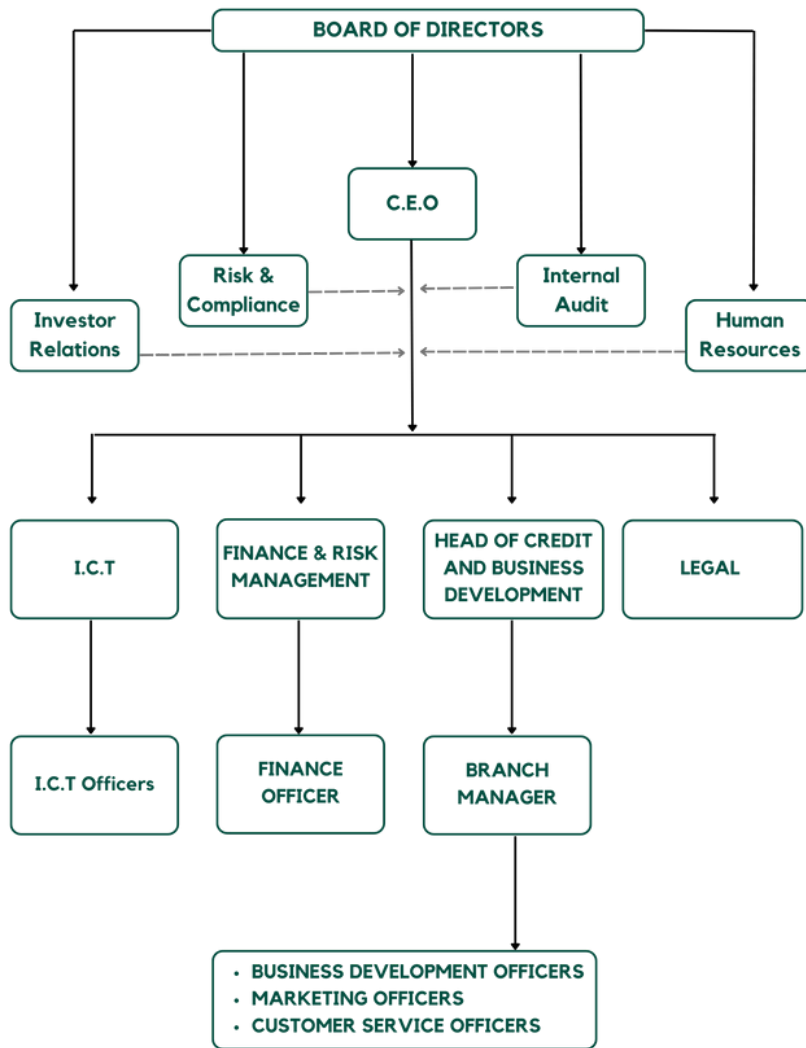 BOARD OF DIRECTORS
C.E.O
Risk &
Compliance
Internal
Audit
Investor
Relations
Human
Resources
I.C.T
FINANCE & RISK
MANAGEMENT
HEAD OF CREDIT
AND BUSINESS
DEVELOPMENT
LEGAL
I.C.T Officers
FINANCE
OFFICER
BRANCH
MANAGER
• BUSINESS DEVELOPMENT OFFICERS
• MARKETING OFFICERS
• CUSTOMER SERVICE OFFICERS